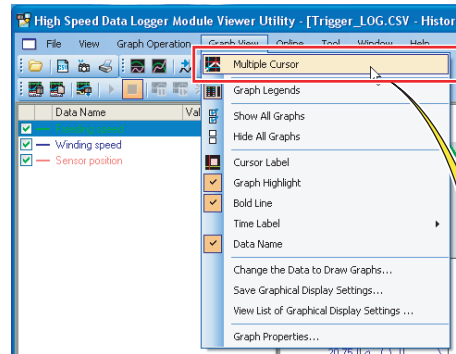 High Speed Data Logger Module Viewer Utility - [Trigger_LOG.CSV - Histor
File View Graph Operation Graph View Online Tool Window Help
Multiple Cursor
Graph Legends
Data Name Val
Show All Graphs
Winding speed
Hide All Graphs
Sensor position
Cursor Label
Graph Highlight
Bold Line
Time Label
Data Name
Change the Data to Draw Graphs...
Save Graphical Display Settings...
View List of Graphical Display Settings ...
Graph Properties...